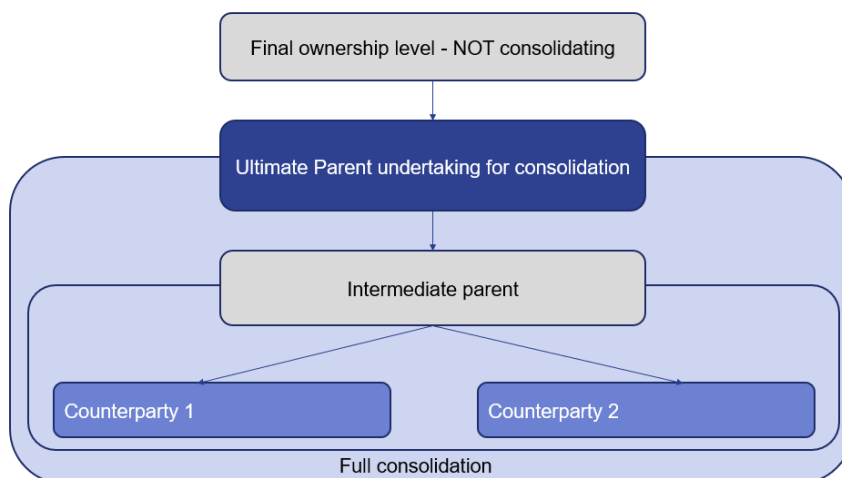 Final ownership level - NOT consolidating
Ultimate Parent undertaking for consolidation
Intermediate parent
Counterparty 1
Counterparty 2
Full consolidation